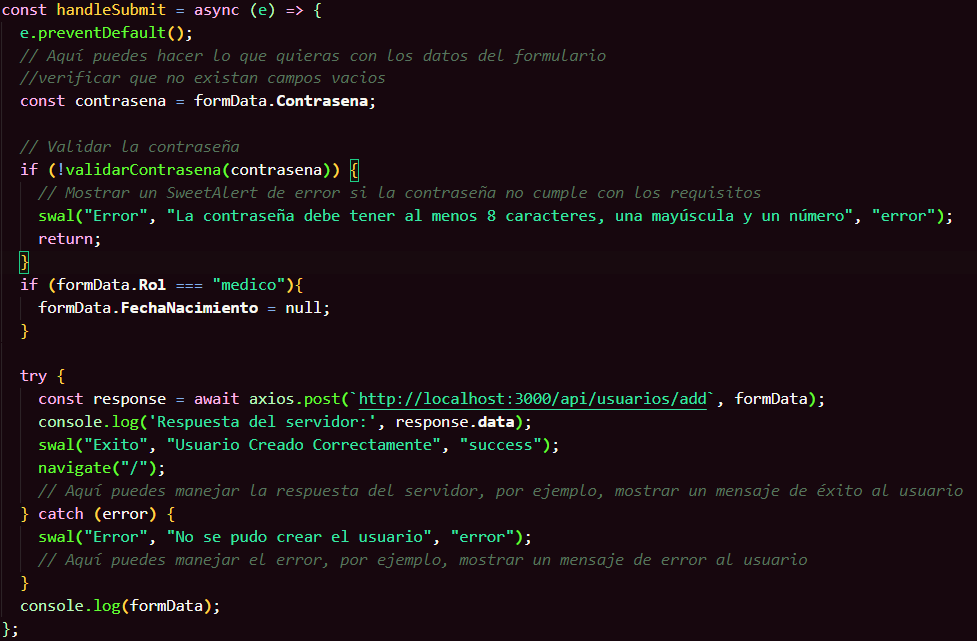 const handleSubmit = async (e) => {
e.preventDefault();
// Aquí puedes hacer lo que quieras con los datos del formulario
//verificar que no existan campos vacios
const contrasena = formData.Contrasena;
// Validar la contraseña
if (!validarContrasena(contrasena)) {
// Mostrar un SweetAlert de error si la contraseña no cumple con los requisitos
swal("Error", "La contraseña debe tener al menos 8 caracteres, una mayúscula y un número", "error");
return;
}
if (formData.Rol === "medico"){
formData.FechaNacimiento = null;
}
try {
const response = await axios.post(`http://localhost:3000/api/usuarios/add`, formData);
console.log('Respuesta del servidor:', response.data);
swal("Exito", "Usuario Creado Correctamente", "success");
navigate("/");
// Aquí puedes manejar la respuesta del servidor, por ejemplo, mostrar un mensaje de éxito al usuario
} catch (error) {
swal("Error", "No se pudo crear el usuario", "error");
// Aquí puedes manejar el error, por ejemplo, mostrar un mensaje de error al usuario
}
console.log(formData);
};